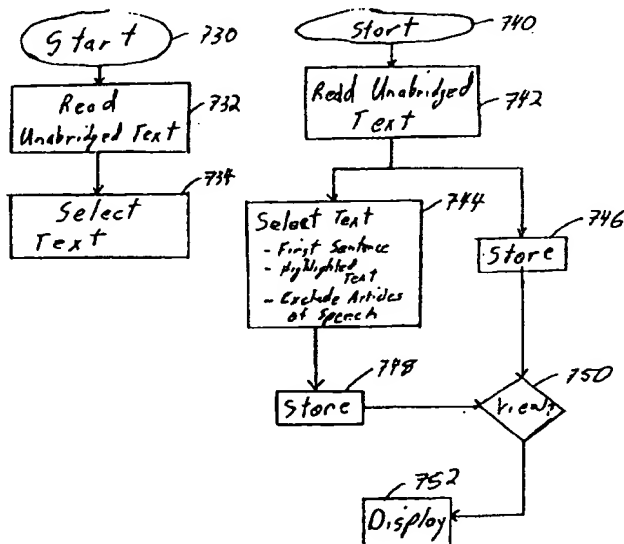 Start
730
Read
Unabridged Text
732
Select
Text
734
Start
740
Read Unabridged
Text
742
Select Text
- First Sentence
- Highlighted
Text
- Exclude Articles
of Speech
744
Store
746
Store
748
View?
750
Display
752